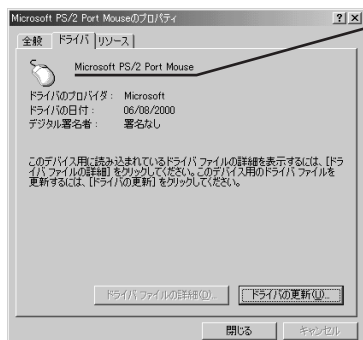 Microsoft PS/2 Port Mouseのプロパティ
全般 ドライバ リソース
Microsoft PS/2 Port Mouse
ドライバのプロバイダ: Microsoft
ドライバの日付: 06/08/2000
デジタル署名者: 署名なし
このデバイス用に読み込まれているドライバ ファイルの詳細を表示するには、[ドラ
イバ ファイルの詳細] をクリックしてください。このデバイス用のドライバ ファイルを
更新するには、[ドライバの更新] をクリックしてください。
ドライバ ファイルの詳細(D)... ドライバの更新(U)...
閉じる キャンセル